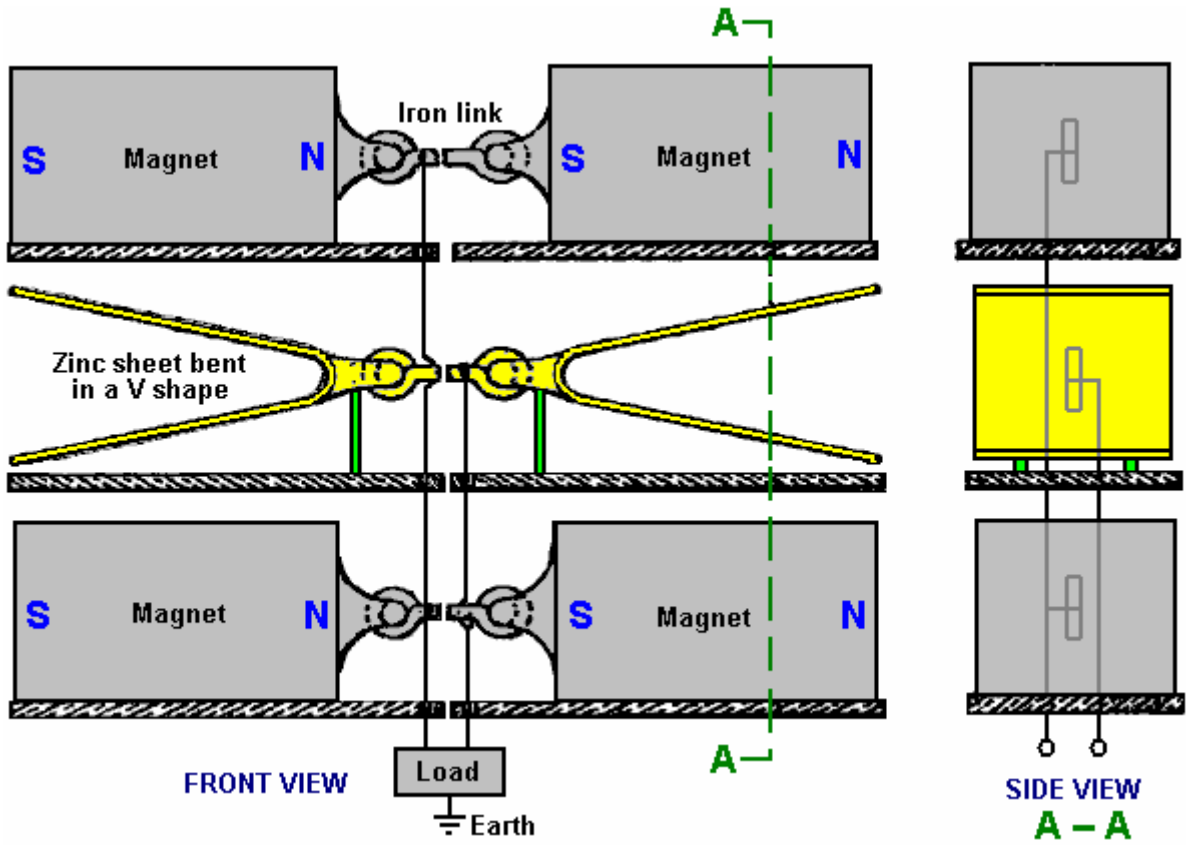 A
Iron link
S Magnet N
S Magnet N
Zinc sheet bent
in a V shape
S Magnet N
S Magnet N
A
FRONT VIEW
Load
Earth
SIDE VIEW
A – A